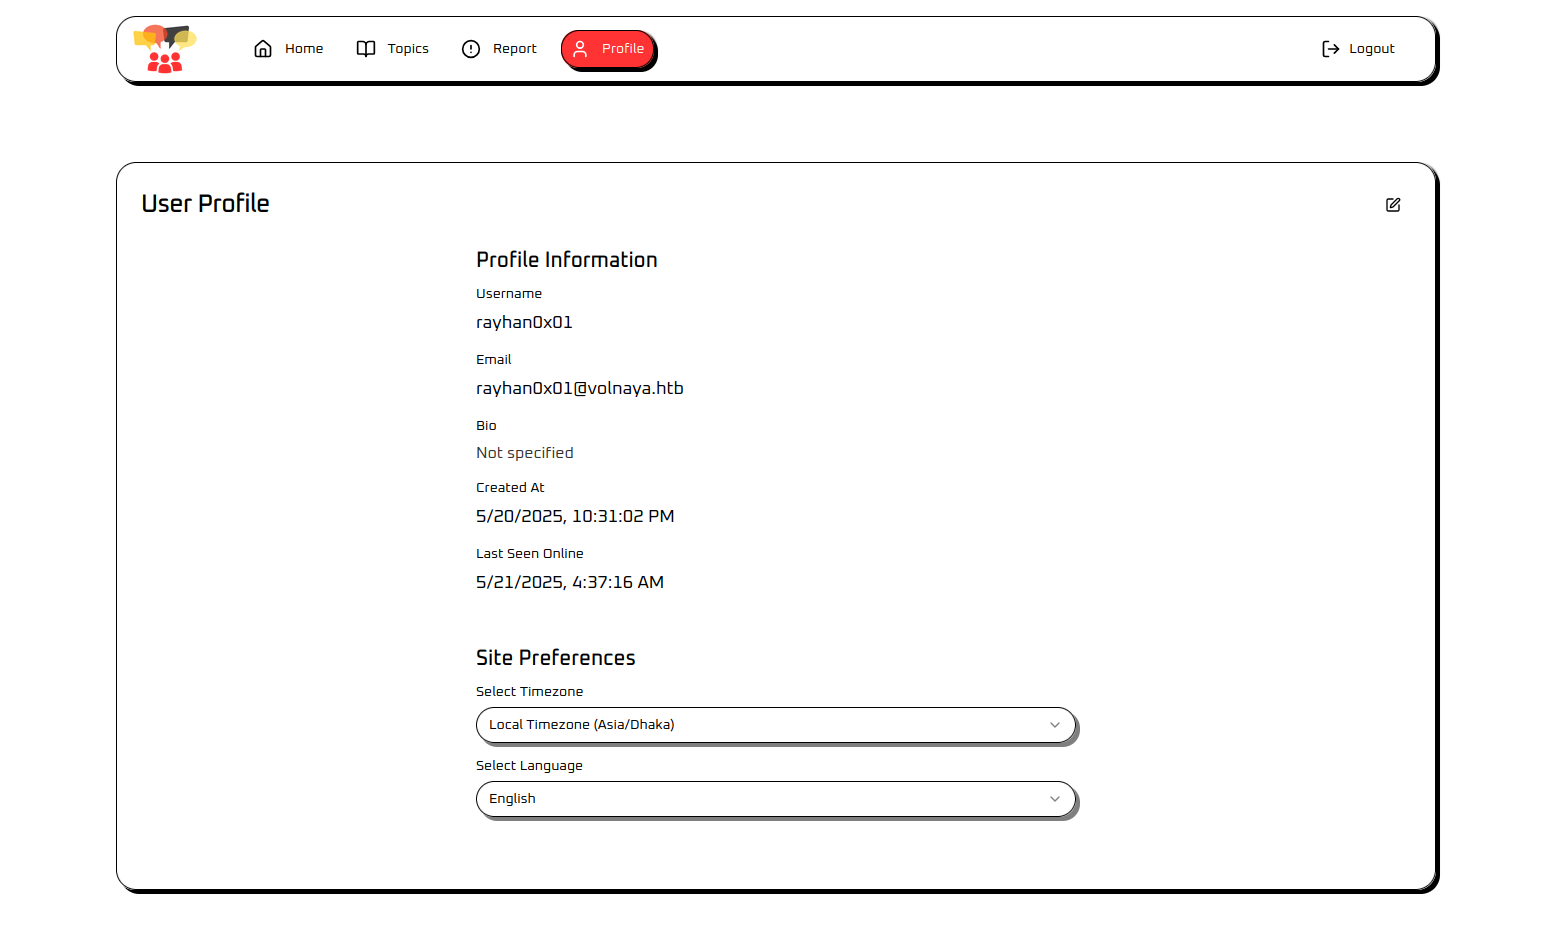 Home Topics Report Profile Logout
User Profile
Profile Information
Username
rayhan0x01
Email
rayhan0x01@volnaya.htb
Bio
Not specified
Created At
5/20/2025, 10:31:02 PM
Last Seen Online
5/21/2025, 4:37:16 AM
Site Preferences
Select Timezone
Local Timezone (Asia/Dhaka)
Select Language
English